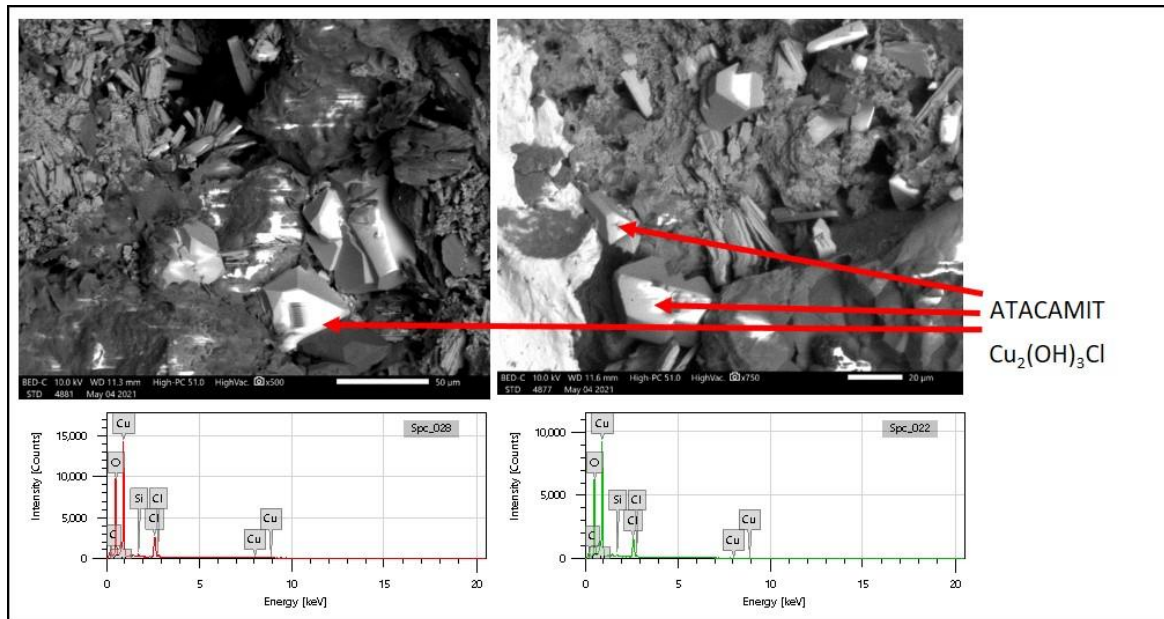 BED-C 10.0 kV WD 11.3 mm High-PC 51.0 HighVac. x500 50 µm
STD 4881 May 04 2021
BED-C 10.0 kV WD 11.6 mm High-PC 51.0 HighVac. x750 20 µm
STD 4877 May 04 2021
ATACAMIT
Cu₂(OH)₃Cl
Spc_028
Intensity [Counts]
15,000
10,000
5,000
0
Cu
O
C
Si
Cl
Cl
Cu
Cu
0 5 10 15 20
Energy [keV]
Spc_022
Intensity [Counts]
10,000
5,000
0
Cu
O
C
Si
Cl
Cl
Cu
Cu
0 5 10 15 20
Energy [keV]